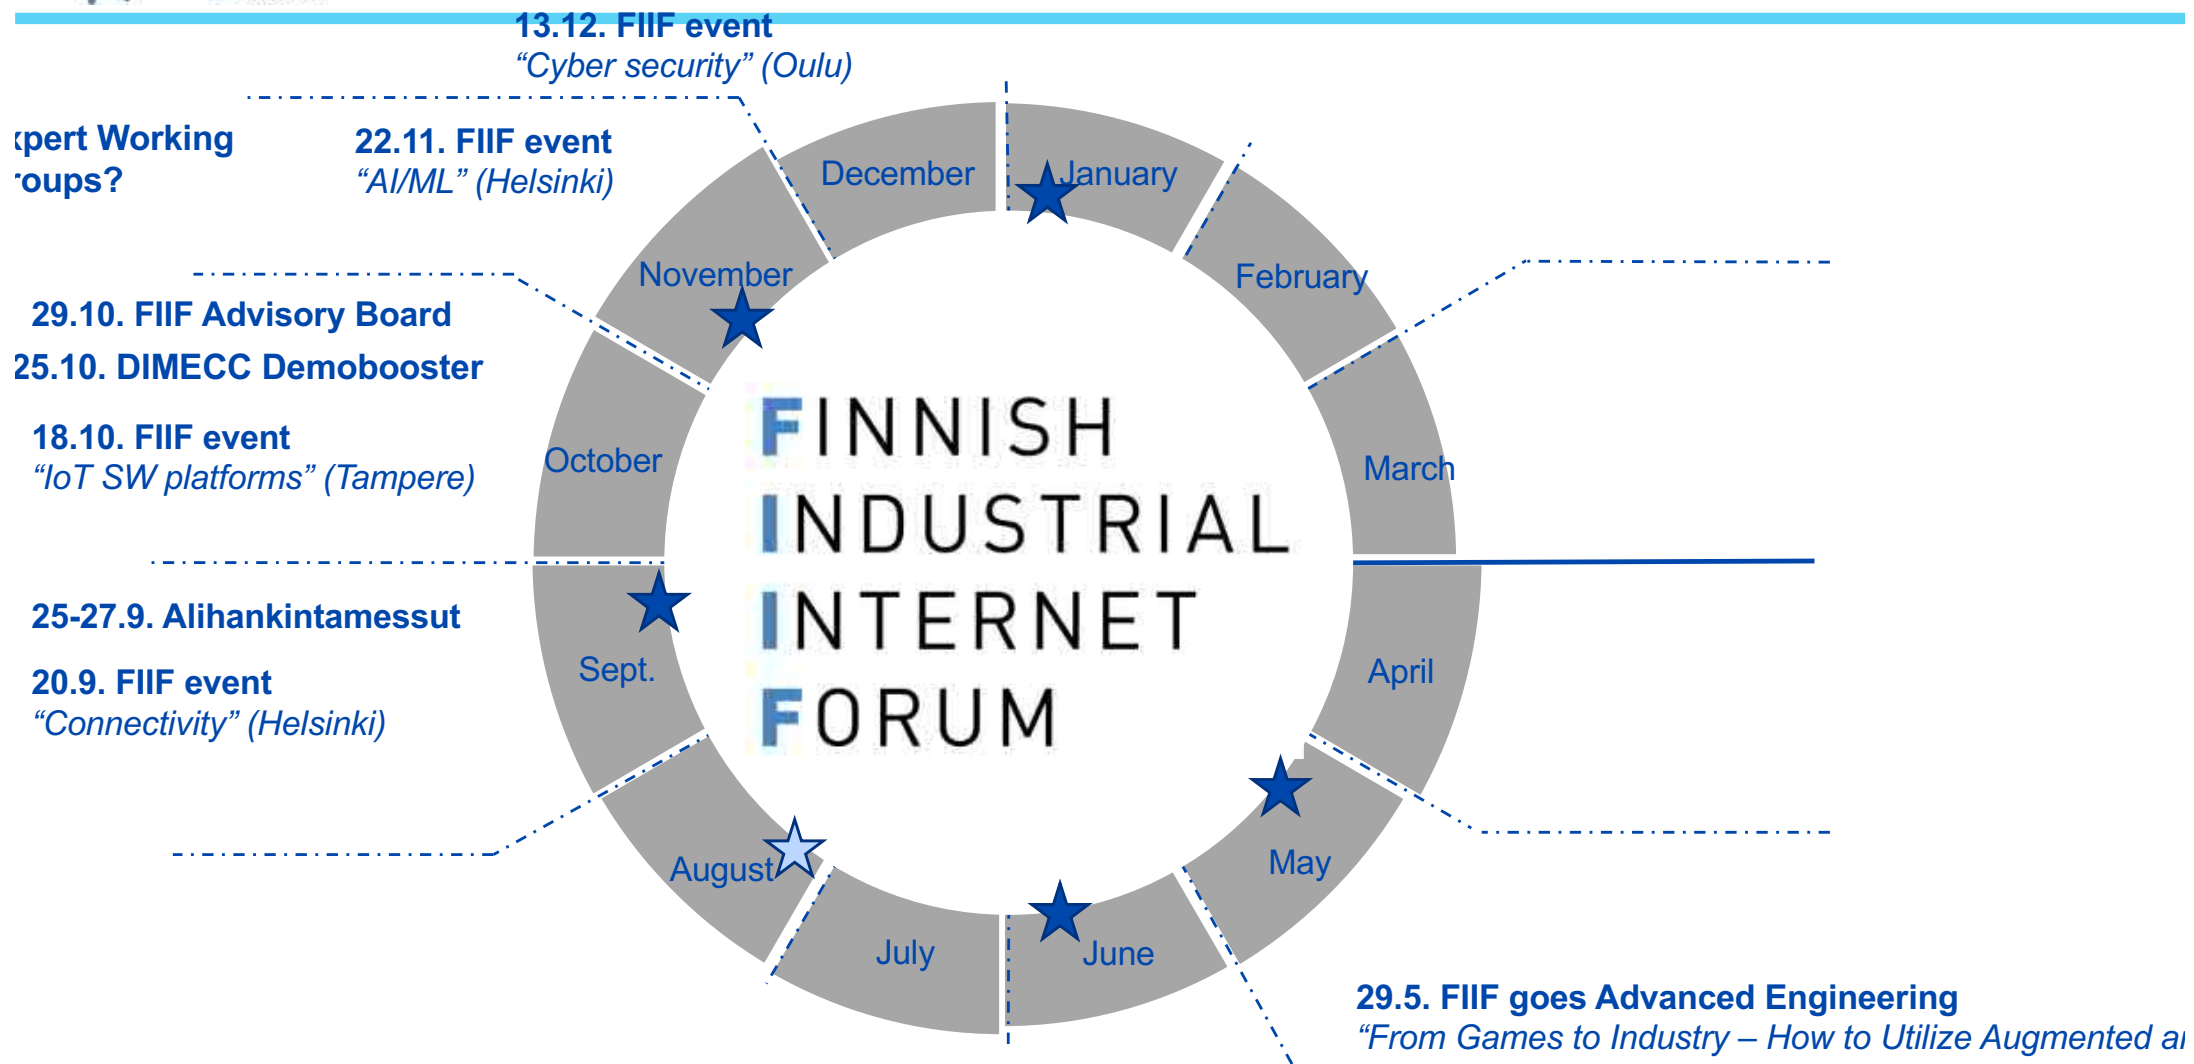 13.12. FIIF event
“Cyber security” (Oulu)
Working
22.11. FIIF event
“AI/ML” (Helsinki)
29.10. FIIF Advisory Board
25.10. DIMECC Demobooster
18.10. FIIF event
“IoT SW platforms” (Tampere)
25-27.9. Alihankintamessut
20.9. FIIF event
“Connectivity” (Helsinki)
December
January
November
February
October
March
Sept.
April
August
May
July
June
FINNISH
INDUSTRIAL
INTERNET
FORUM
29.5. FIIF goes Advanced Engineering
“From Games to Industry – How to Utilize Augmented